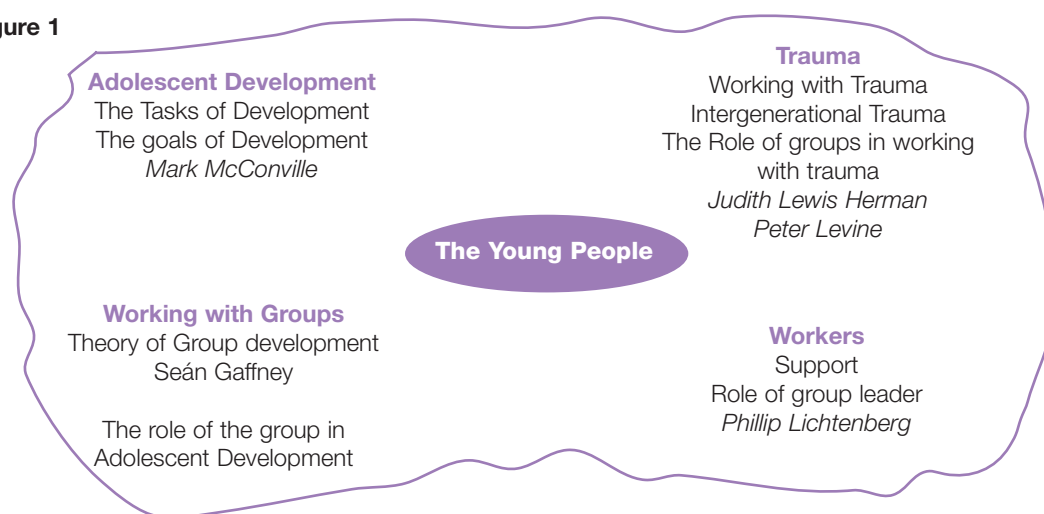 gure 1
Adolescent Development
The Tasks of Development
The goals of Development
Mark McConville
Trauma
Working with Trauma
Intergenerational Trauma
The Role of groups in working
with trauma
Judith Lewis Herman
Peter Levine
The Young People
Working with Groups
Theory of Group development
Seán Gaffney
The role of the group in
Adolescent Development
Workers
Support
Role of group leader
Phillip Lichtenberg